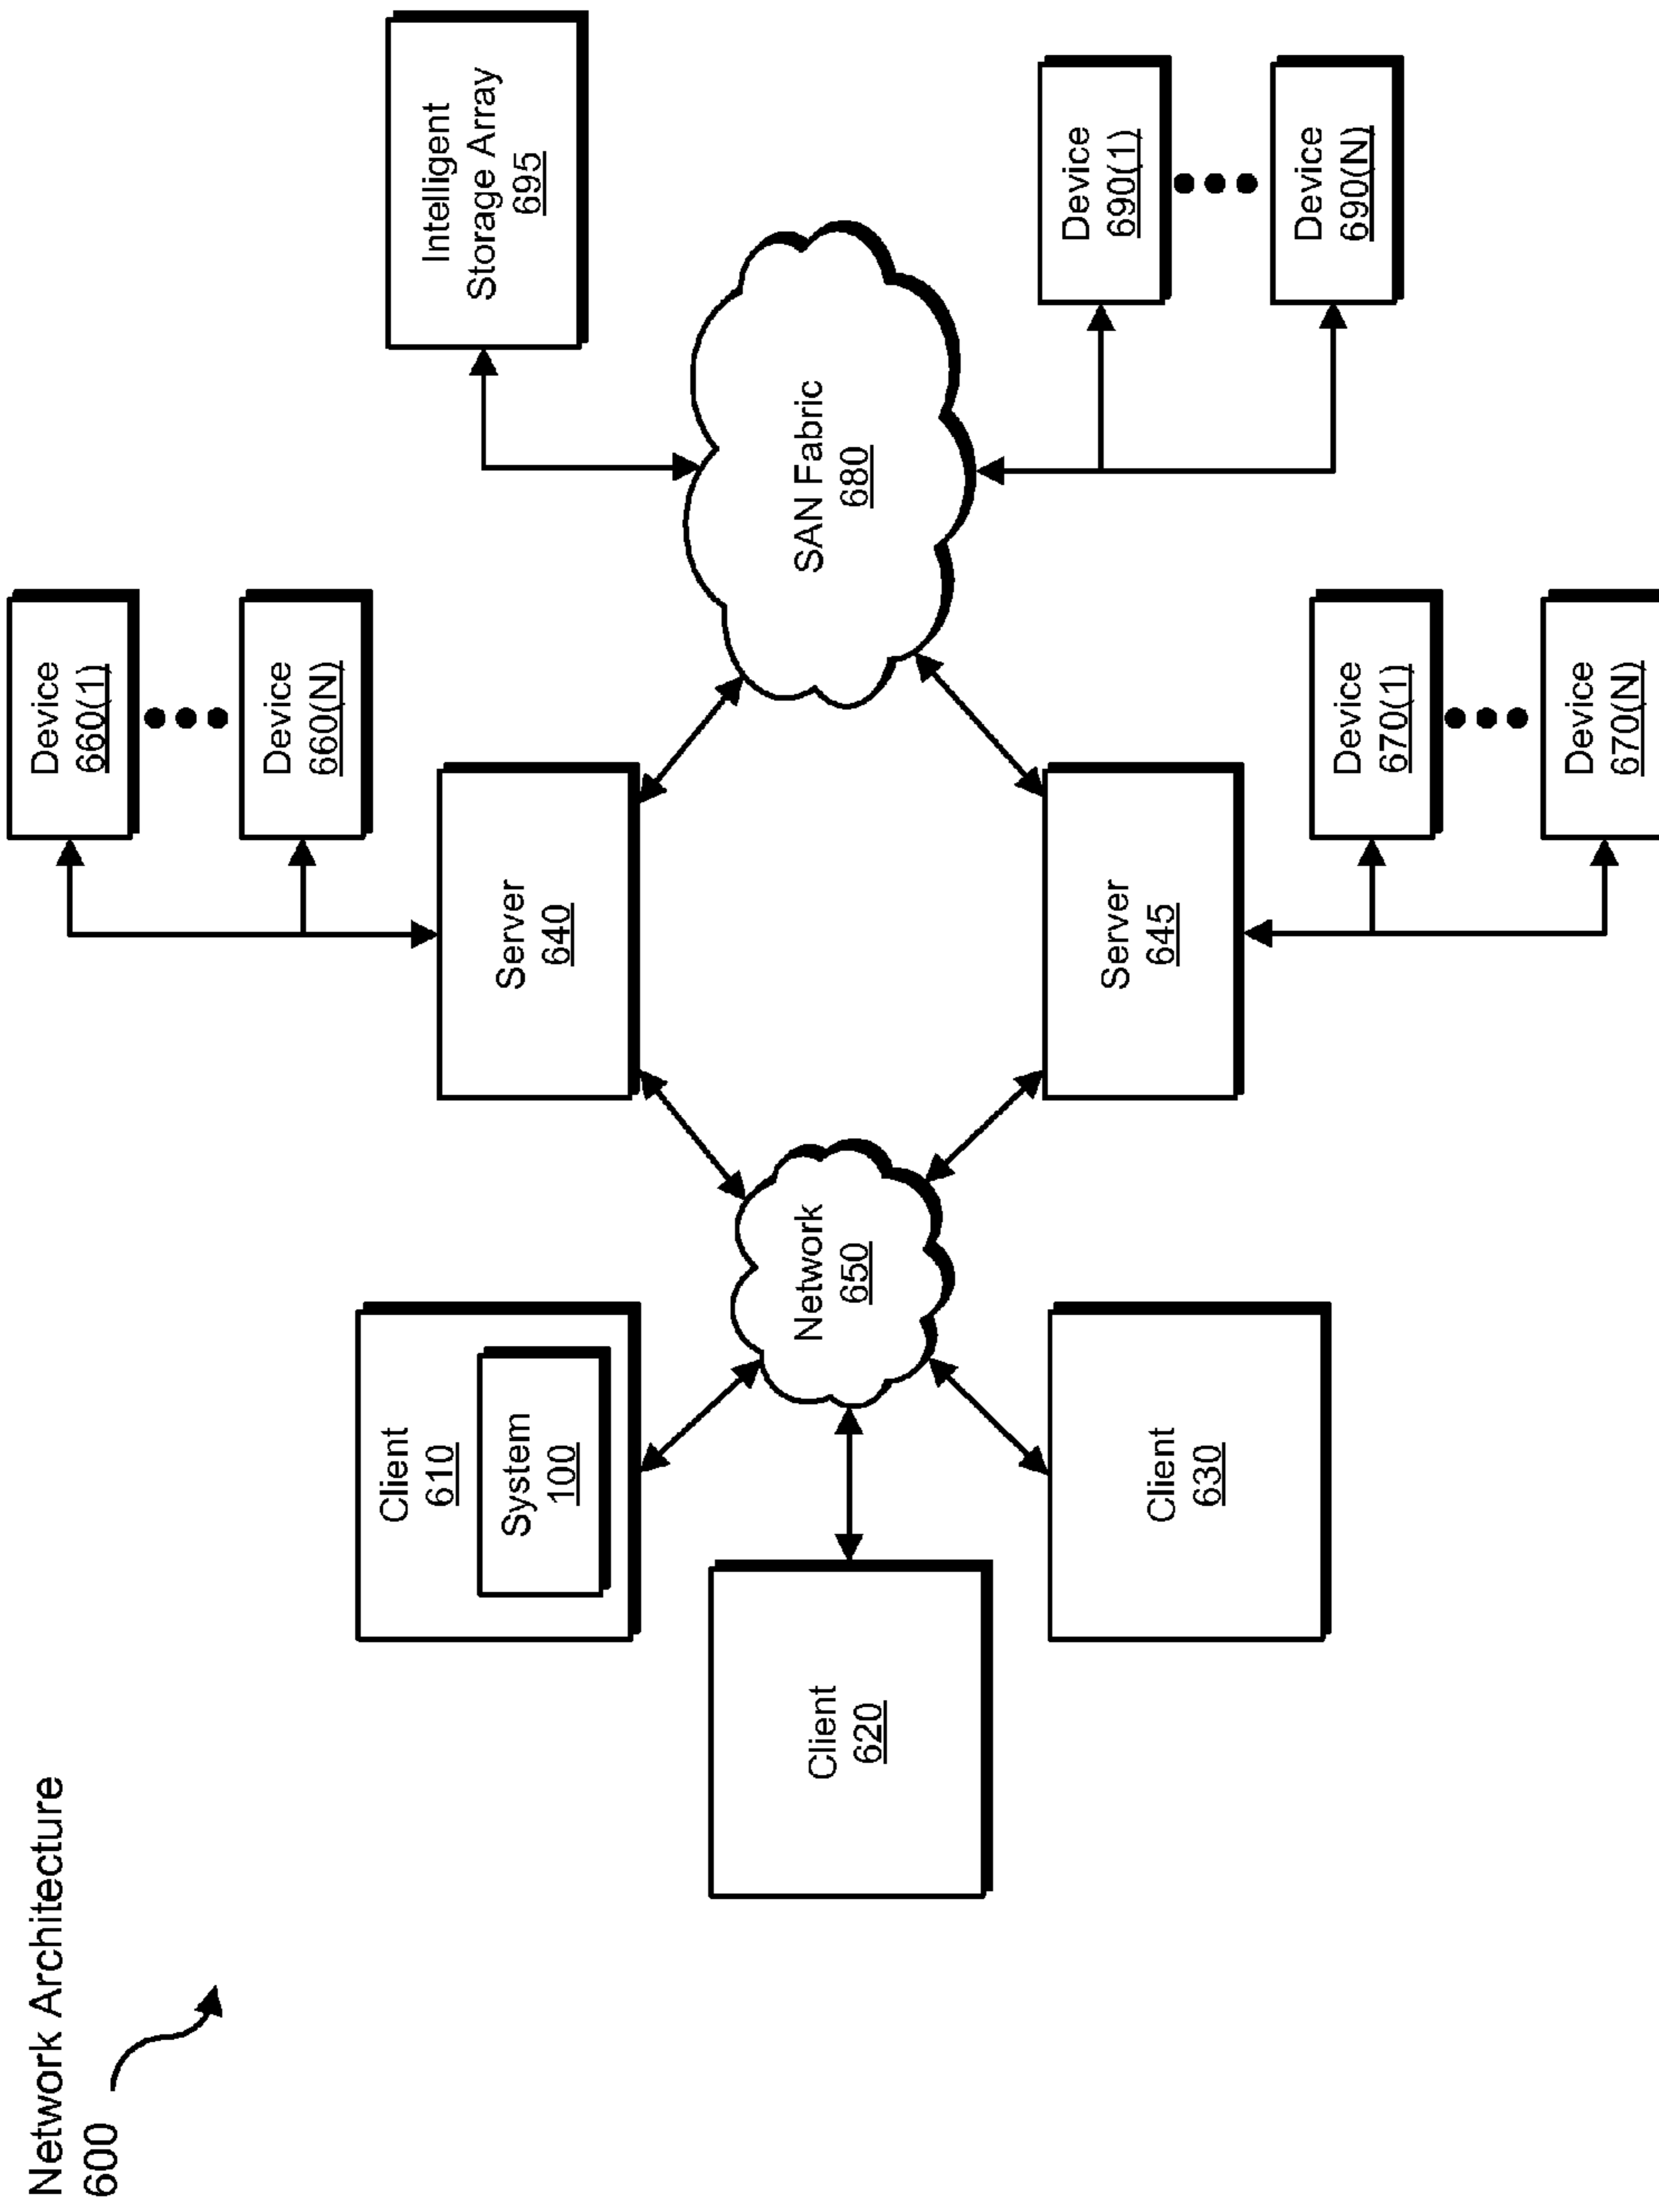 Network Architecture
600
Device
660(1)
Device
660(N)
Intelligent
Storage Array
695
Client
610
System
100
Server
640
Client
620
Network
650
SAN Fabric
680
Client
630
Server
645
Device
690(1)
Device
690(N)
Device
670(1)
Device
670(N)